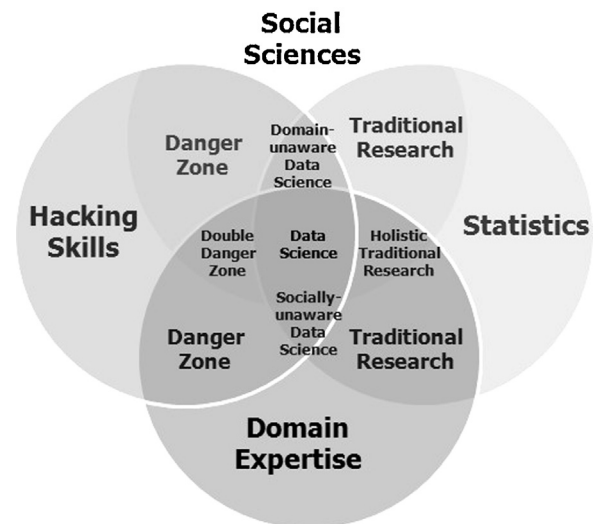 Social
Sciences
Danger
Zone
Domain-
unaware
Data
Science
Traditional
Research
Hacking
Skills
Statistics
Double
Danger
Zone
Data
Science
Holistic
Traditional
Research
Danger
Zone
Socially-
unaware
Data
Science
Traditional
Research
Domain
Expertise